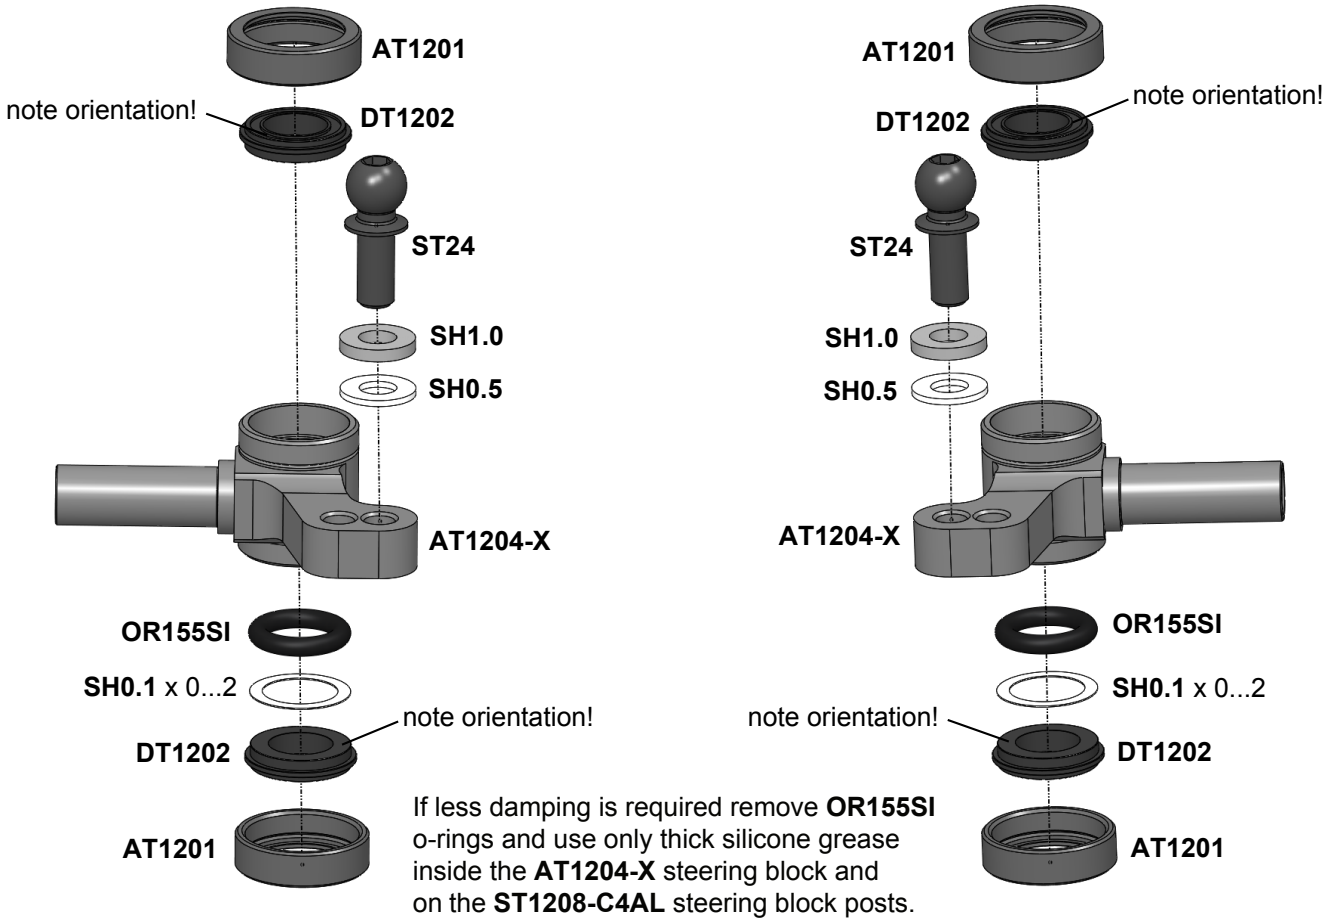 AT1201
note orientation!
DT1202
ST24
SH1.0
SH0.5
AT1204-X
OR155SI
SH0.1 x 0...2
note orientation!
DT1202
AT1201
AT1201
note orientation!
DT1202
ST24
SH1.0
SH0.5
AT1204-X
OR155SI
SH0.1 x 0...2
note orientation!
DT1202
AT1201
If less damping is required remove OR155SI
o-rings and use only thick silicone grease
inside the AT1204-X steering block and
on the ST1208-C4AL steering block posts.